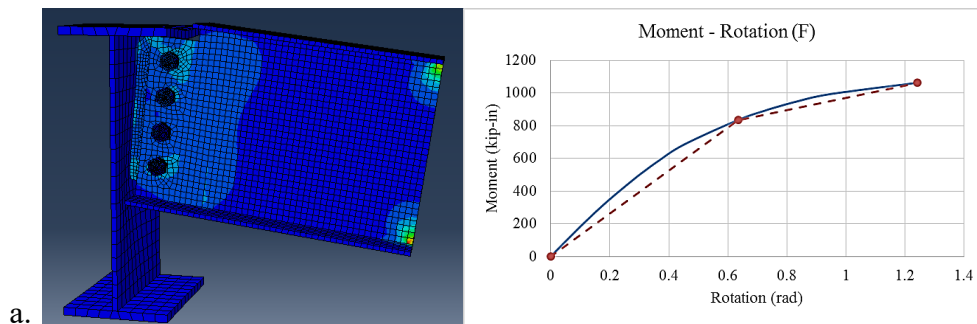 Moment - Rotation (F)
1200
1000
800
600
400
200
0
Moment (kip-in)
0 0.2 0.4 0.6 0.8 1 1.2 1.4
Rotation (rad)
a.